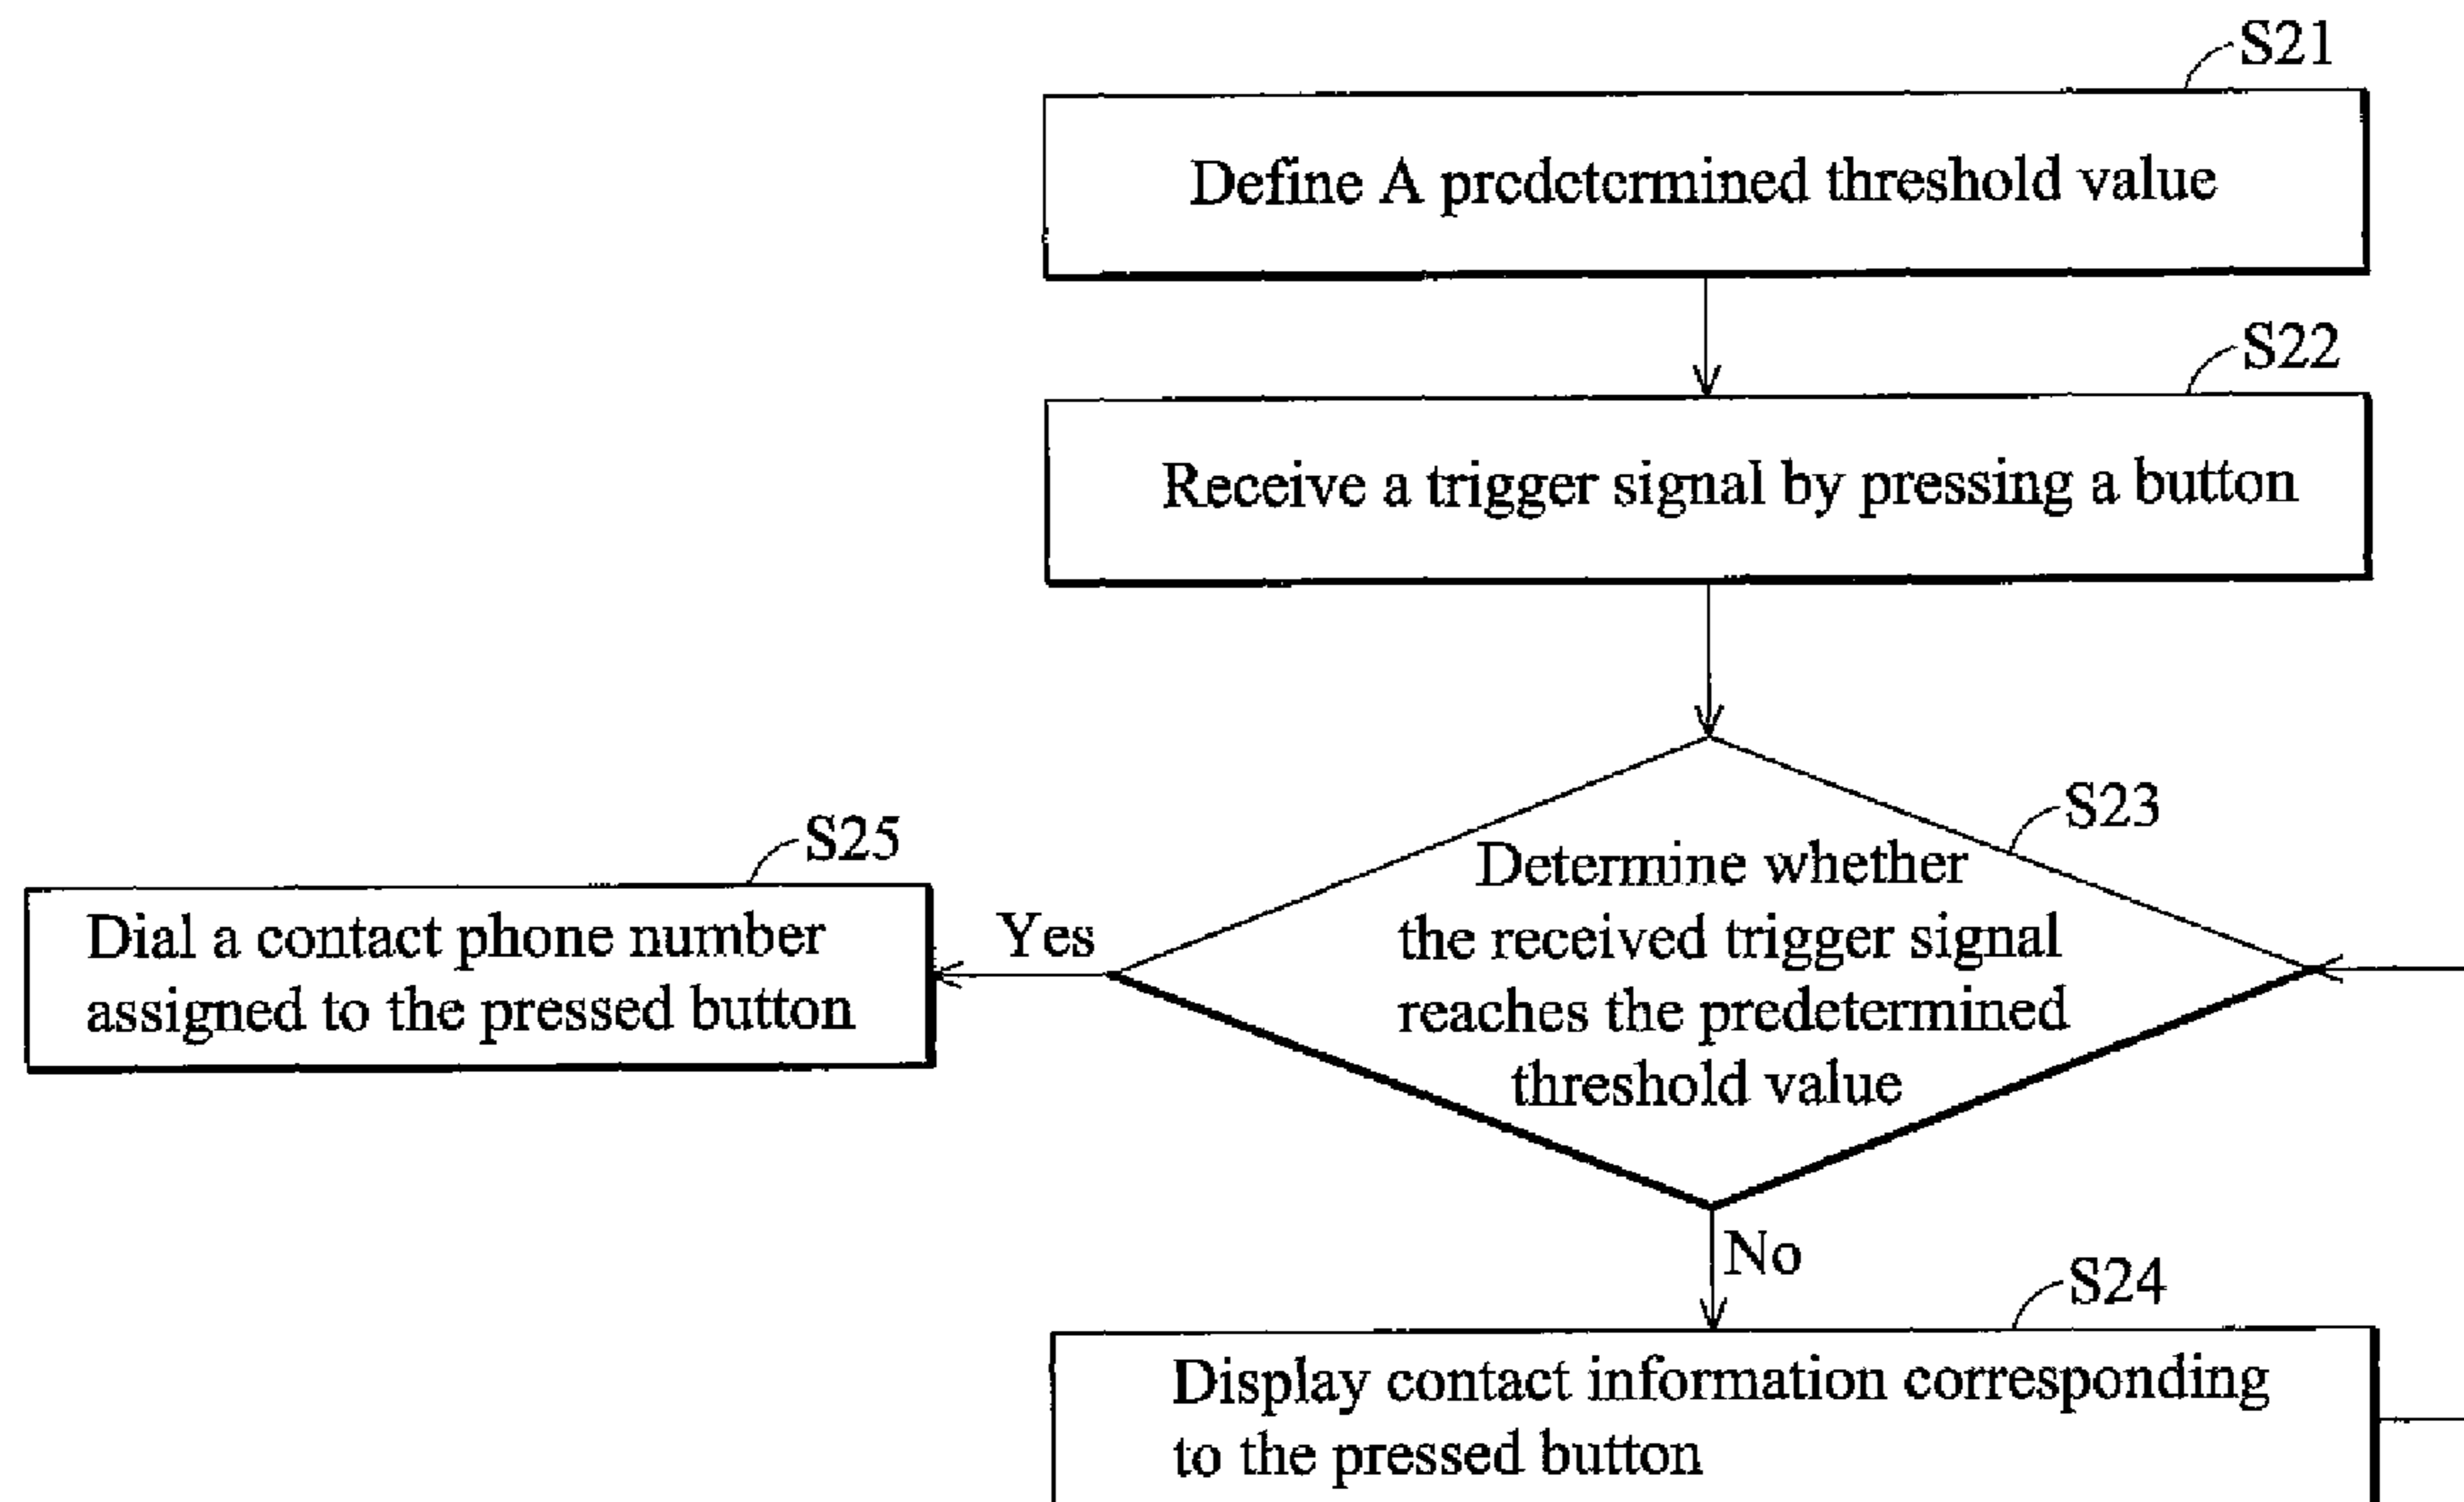 S21
Define A predetermined threshold value
S22
Receive a trigger signal by pressing a button
S23
Determine whether
the received trigger signal
reaches the predetermined
threshold value
S25
Dial a contact phone number
assigned to the pressed button
Yes
No
S24
Display contact information corresponding
to the pressed button